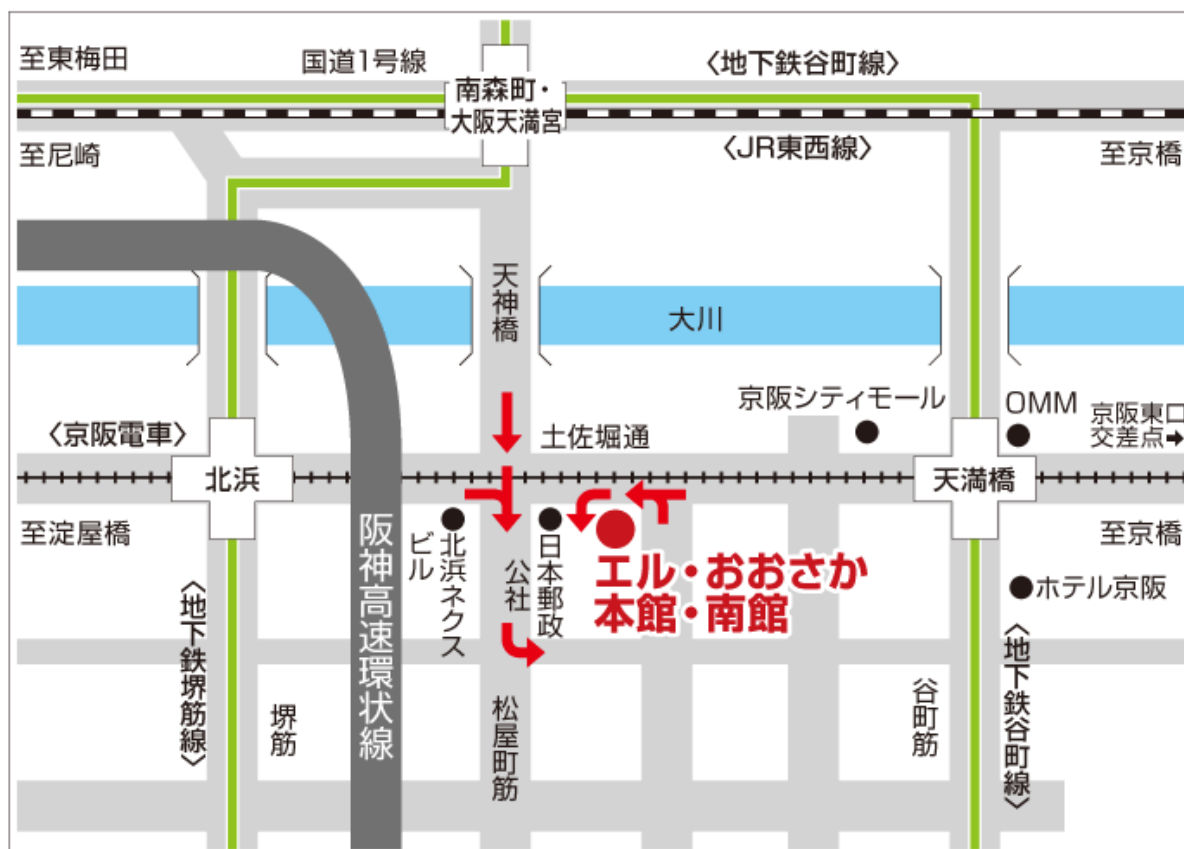 至東梅田
国道1号線
〈地下鉄谷町線〉
南森町・
大阪天満宮
至尼崎
〈JR東西線〉
至京橋
天神橋
大川
京阪シティモール
OMM
京阪東口
交差点➡
〈京阪電車〉
土佐堀通
北浜
天満橋
至淀屋橋
阪神高速環状線
北浜ネクス
ビル
日本郵政
公社
エル・おおさか
本館・南館
至京橋
ホテル京阪
〈地下鉄堺筋線〉
堺筋
松屋町筋
谷町筋
〈地下鉄谷町線〉